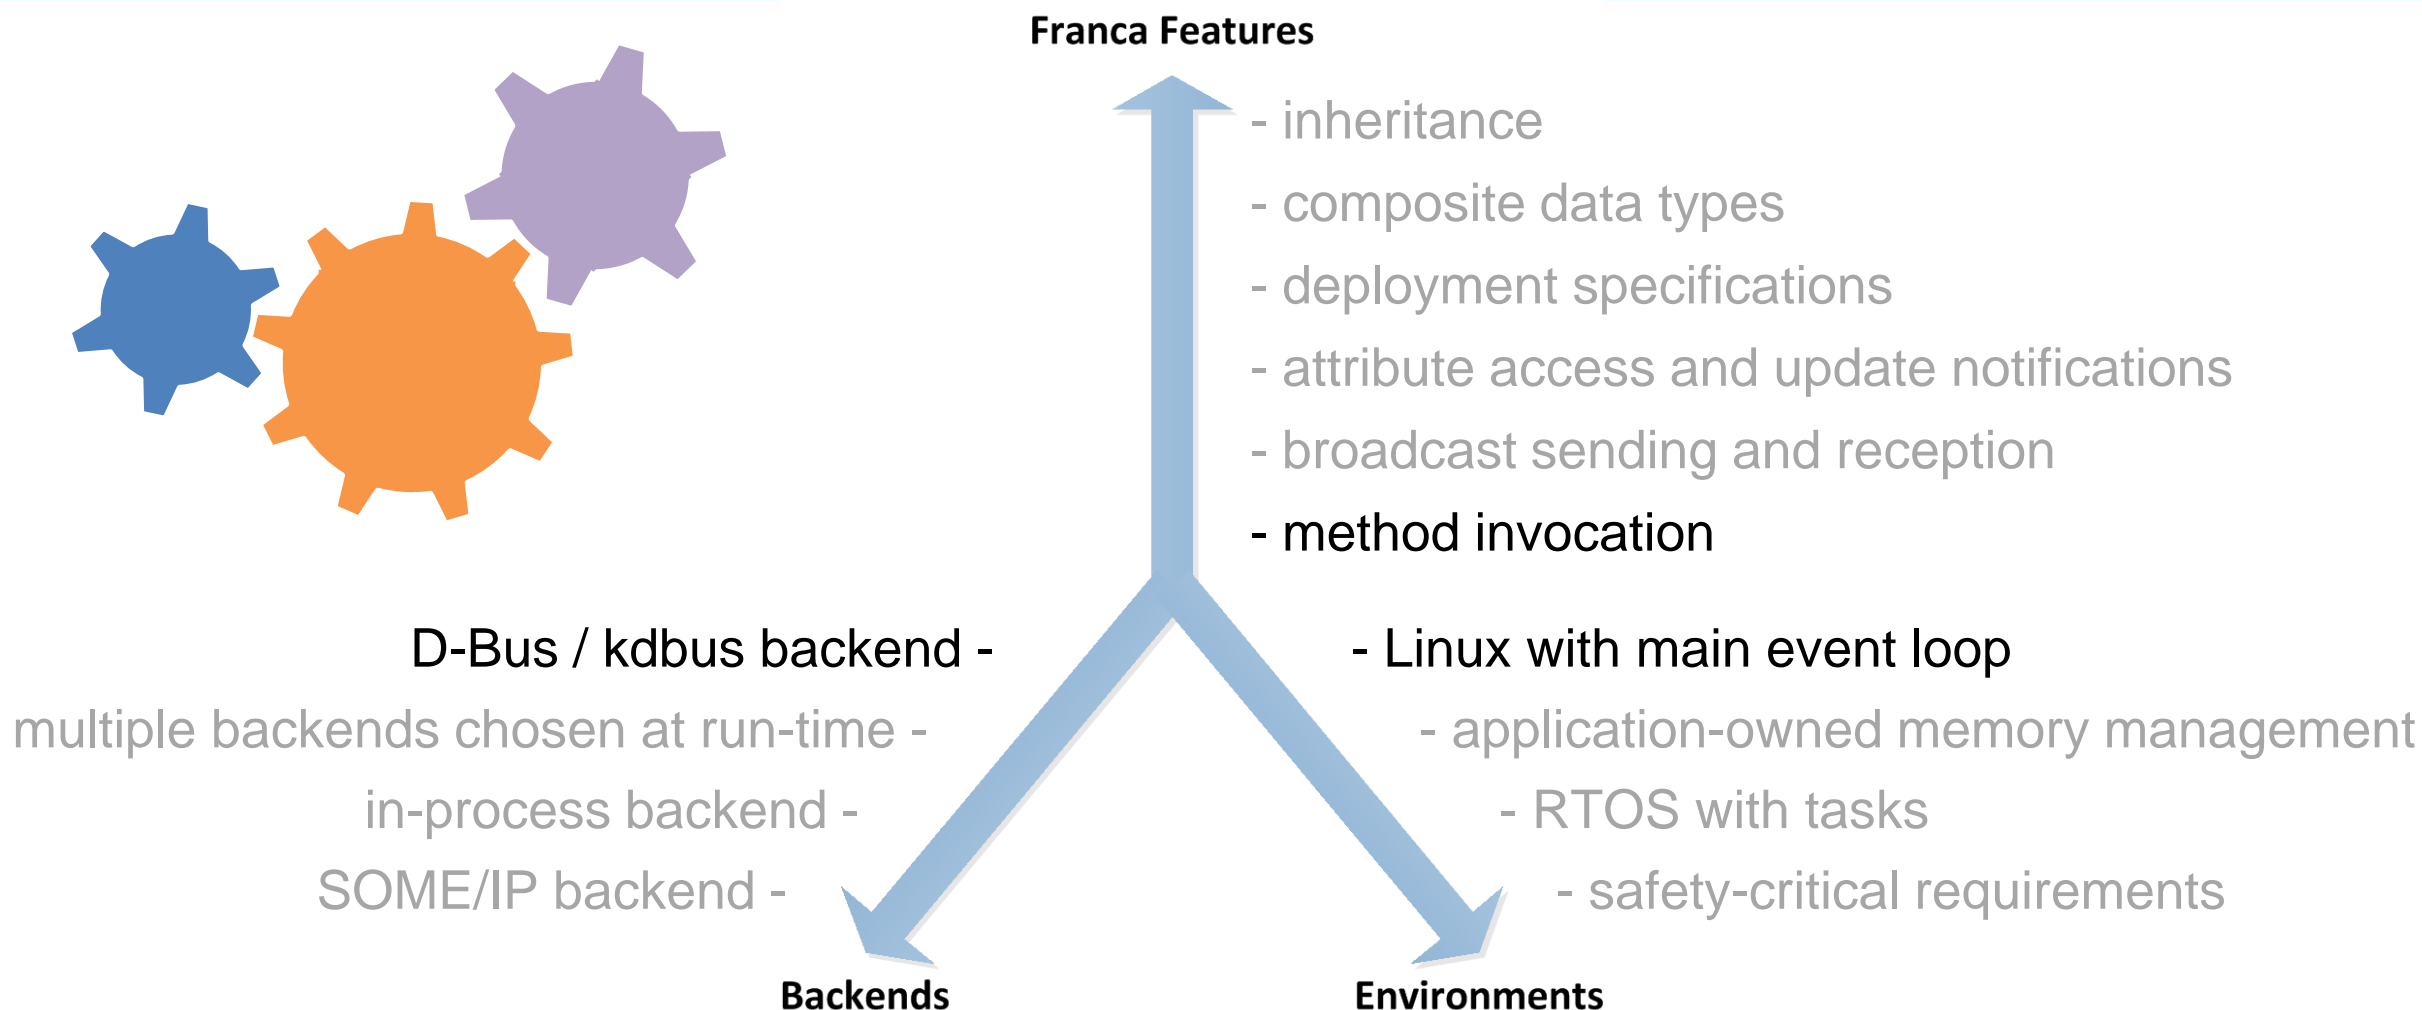 Franca Features
- inheritance
- composite data types
- deployment specifications
- attribute access and update notifications
- broadcast sending and reception
- method invocation
D-Bus / kdbus backend -
multiple backends chosen at run-time -
in-process backend -
SOME/IP backend -
Backends
- Linux with main event loop
- application-owned memory management
- RTOS with tasks
- safety-critical requirements
Environments